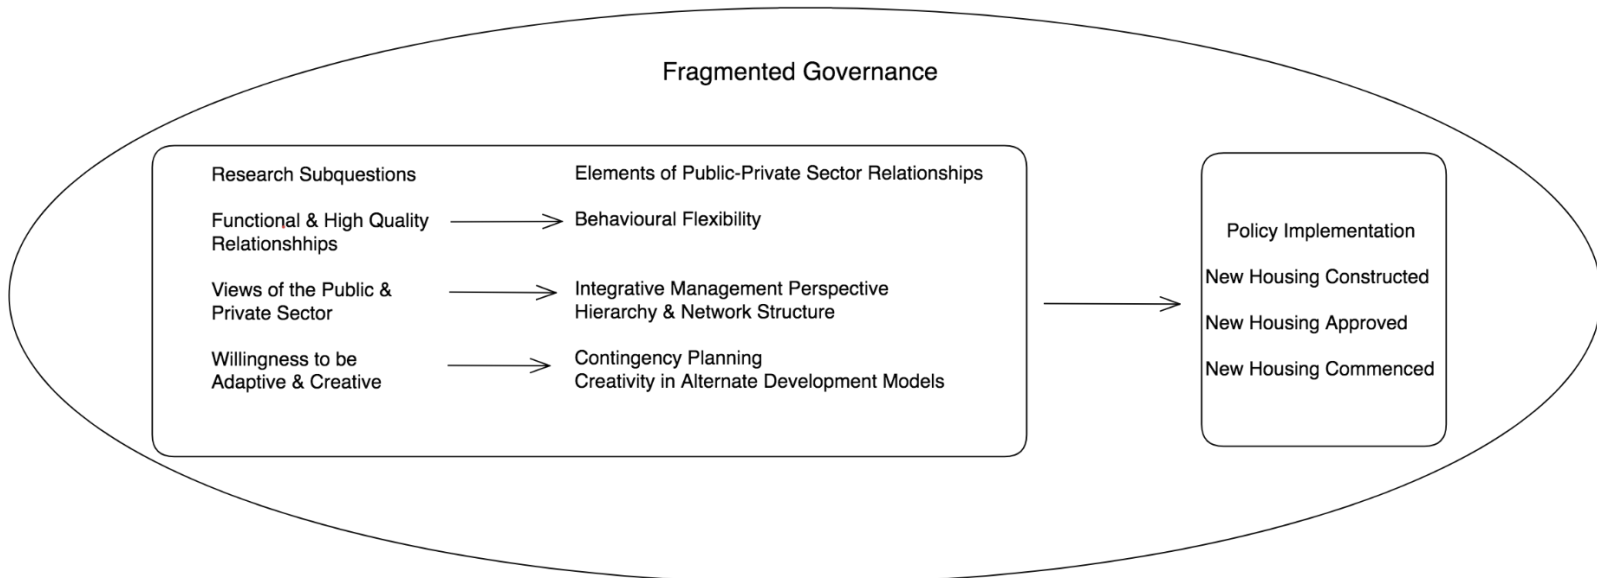 Fragmented Governance
Research Subquestions
Elements of Public-Private Sector Relationships
Functional & High Quality
Relationshhips
Behavioural Flexibility
Views of the Public &
Private Sector
Integrative Management Perspective
Hierarchy & Network Structure
Willingness to be
Adaptive & Creative
Contingency Planning
Creativity in Alternate Development Models
Policy Implementation
New Housing Constructed
New Housing Approved
New Housing Commenced